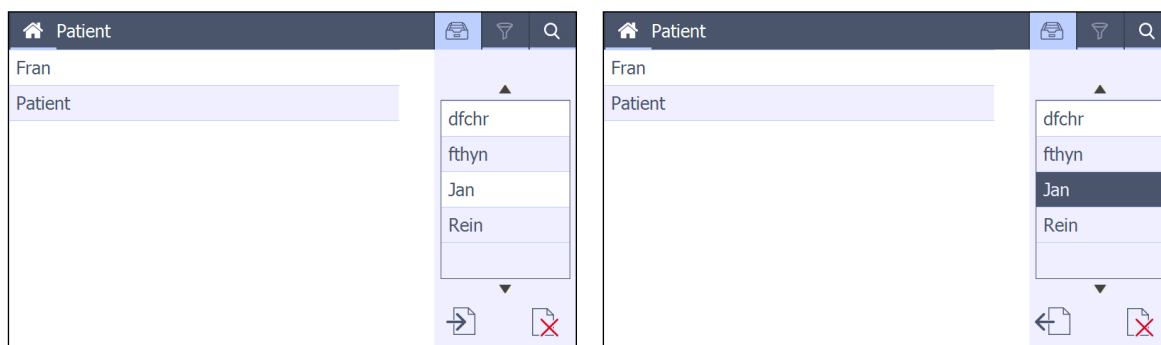 Patient
Fran
Patient
dfchr
fthyn
Jan
Rein
Patient
Fran
Patient
dfchr
fthyn
Jan
Rein